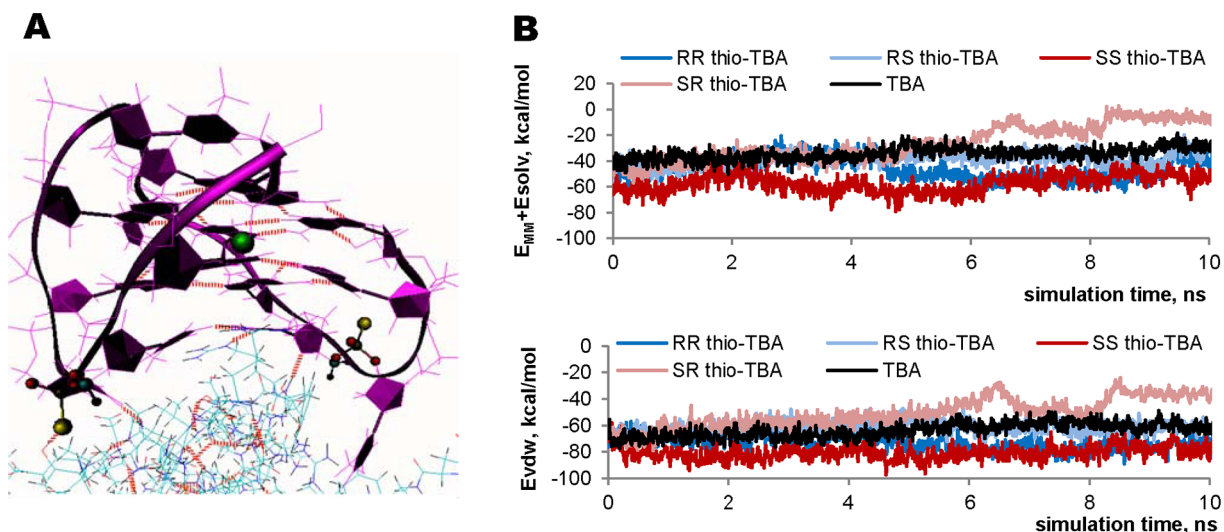 A
B
RR thio-TBA RS thio-TBA SS thio-TBA
SR thio-TBA TBA
E_MM+Esolv, kcal/mol
20
0
-20
-40
-60
-80
-100
0 2 4 6 8 10
simulation time, ns
RR thio-TBA RS thio-TBA SS thio-TBA
SR thio-TBA TBA
Evdw, kcal/mol
0
-20
-40
-60
-80
-100
0 2 4 6 8 10
simulation time, ns